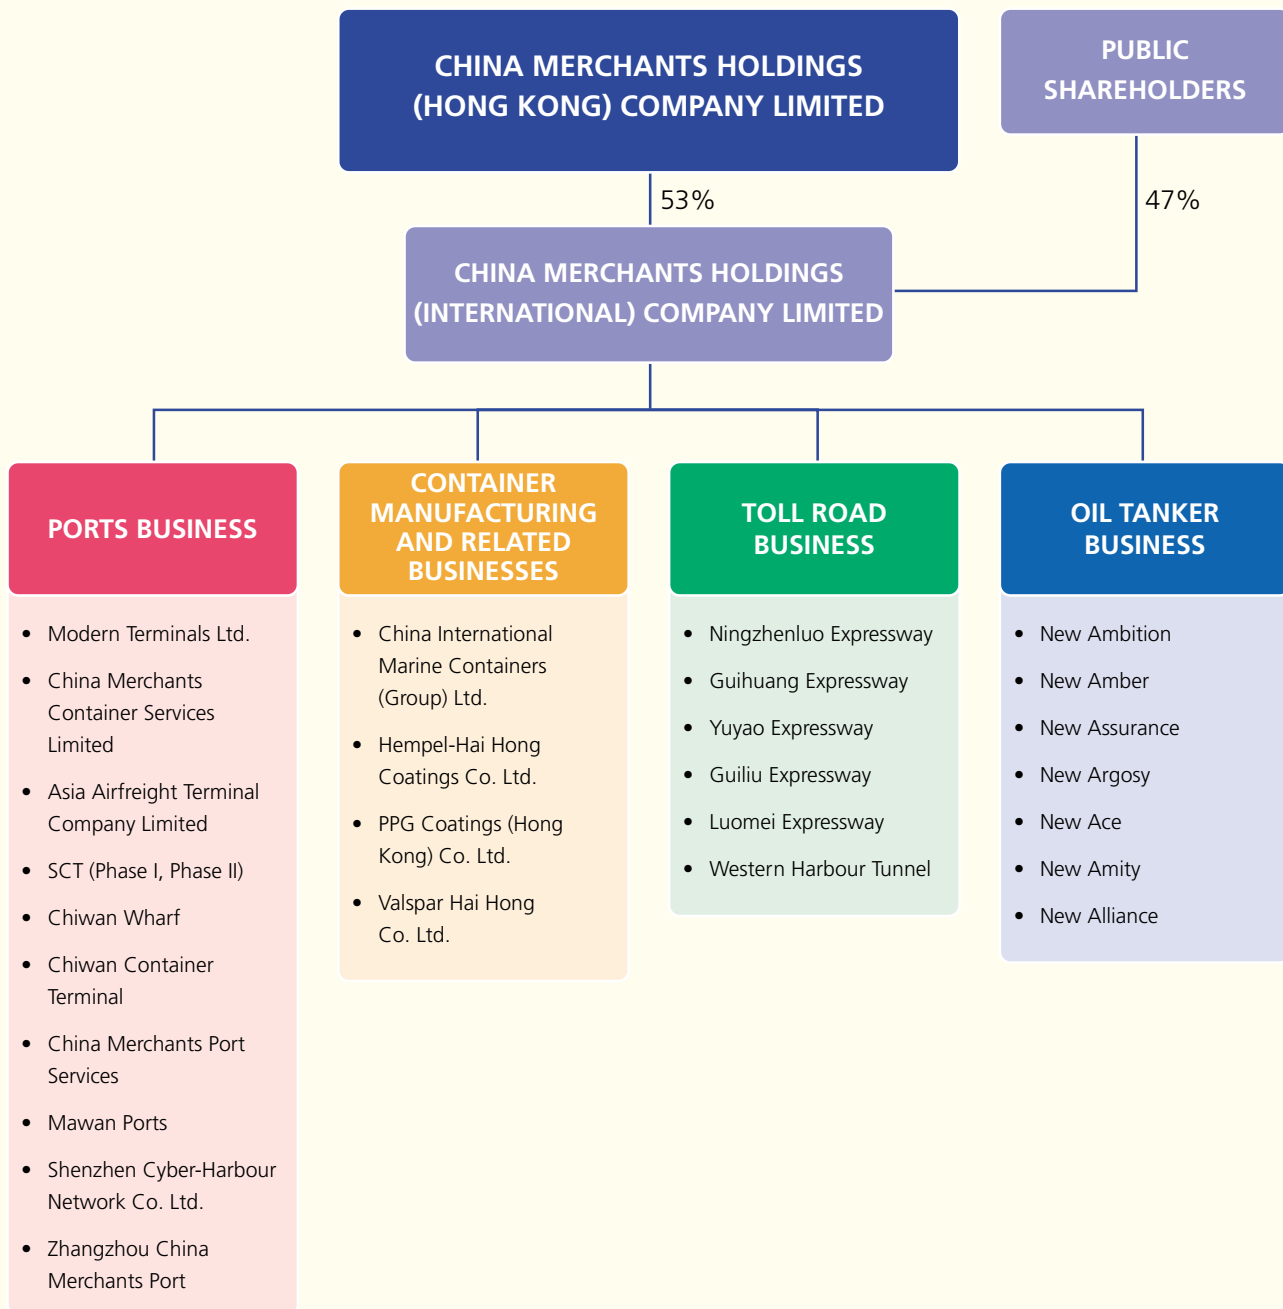 CHINA MERCHANTS HOLDINGS
(HONG KONG) COMPANY LIMITED
PUBLIC
SHAREHOLDERS
53%
47%
CHINA MERCHANTS HOLDINGS
(INTERNATIONAL) COMPANY LIMITED
PORTS BUSINESS
• Modern Terminals Ltd.
• China Merchants
Container Services
Limited
• Asia Airfreight Terminal
Company Limited
• SCT (Phase I, Phase II)
• Chiwan Wharf
• Chiwan Container
Terminal
• China Merchants Port
Services
• Mawan Ports
• Shenzhen Cyber-Harbour
Network Co. Ltd.
• Zhangzhou China
Merchants Port
CONTAINER
MANUFACTURING
AND RELATED
BUSINESSES
• China International
Marine Containers
(Group) Ltd.
• Hempel-Hai Hong
Coatings Co. Ltd.
• PPG Coatings (Hong
Kong) Co. Ltd.
• Valspar Hai Hong
Co. Ltd.
TOLL ROAD
BUSINESS
• Ningzhenluo Expressway
• Guihuang Expressway
• Yuyao Expressway
• Guiliu Expressway
• Luomei Expressway
• Western Harbour Tunnel
OIL TANKER
BUSINESS
• New Ambition
• New Amber
• New Assurance
• New Argosy
• New Ace
• New Amity
• New Alliance